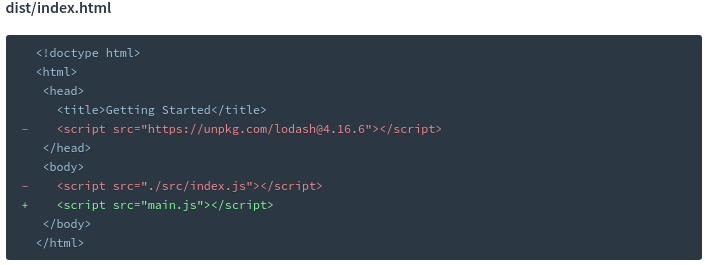 dist/index.html
<!doctype html>
<html>
<head>
<title>Getting Started</title>
- <script src="https://unpkg.com/lodash@4.16.6"></script>
</head>
<body>
- <script src="./src/index.js"></script>
+ <script src="main.js"></script>
</body>
</html>